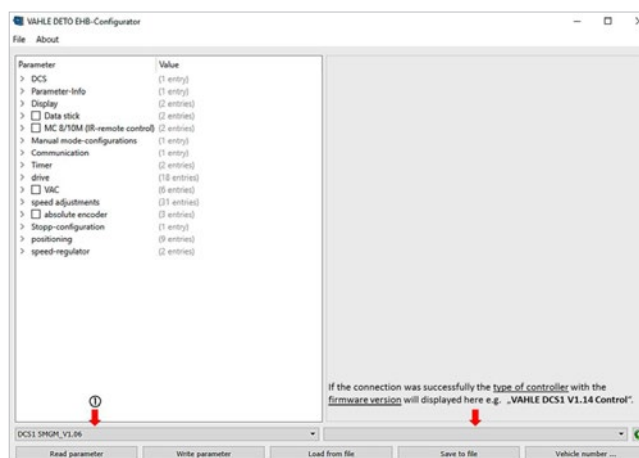 VAHLE DETO EHB-Configurator
File About
Parameter Value
DCS (1 entry)
Parameter-Info (1 entry)
Display (2 entries)
Data stick (2 entries)
MC 8/10M (IR-remote control) (2 entries)
Manual mode-configurations (1 entry)
Communication (1 entry)
Timer (2 entries)
drive (18 entries)
VAC (6 entries)
speed adjustments (31 entries)
absolute encoder (3 entries)
Stopp-configuration (1 entry)
positioning (9 entries)
speed-regulator (2 entries)
If the connection was successfully the type of controller with the
firmware version will displayed here e.g. „VAHLE DCS1 V1.14 Control“.
①
DCS1 SMGM_V1.06
Read parameter Write parameter Load from file Save to file Vehicle number ...